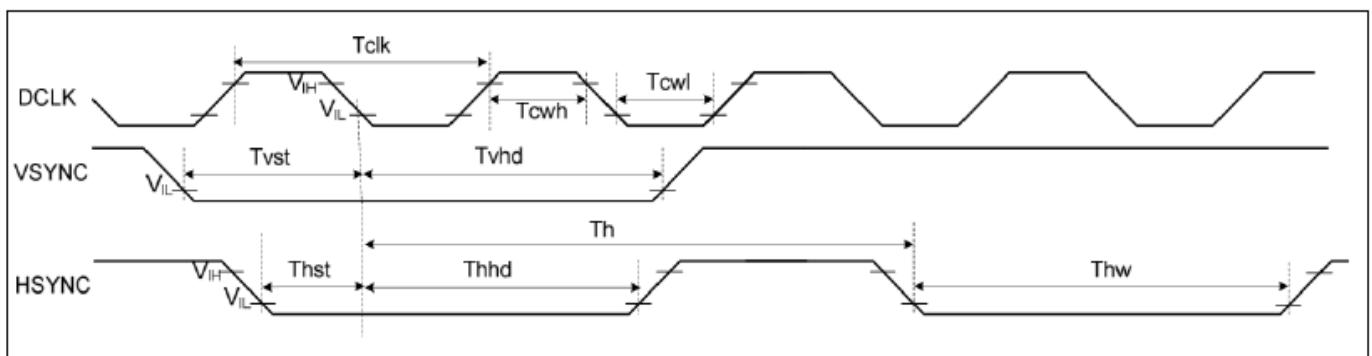 Tclk
DCLK VIH VIL Tcwh Tcwl
VSYNC VIL Tvst Tvhd
Th
HSYNC VIH VIL Thst Thhd Thw